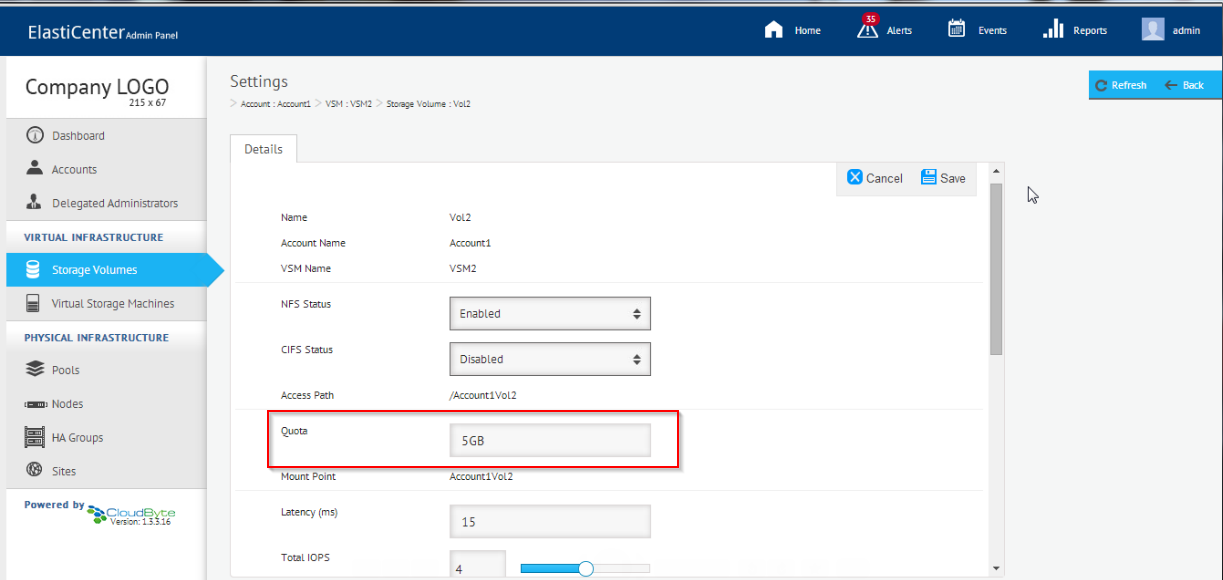 ElastiCenter Admin Panel
Home
35
Alerts
Events
Reports
admin
Company LOGO
215 x 67
Dashboard
Accounts
Delegated Administrators
VIRTUAL INFRASTRUCTURE
Storage Volumes
Virtual Storage Machines
PHYSICAL INFRASTRUCTURE
Pools
Nodes
HA Groups
Sites
Powered by CloudByte
Version: 1.3.3.16
Settings
> Account : Account1 > VSM : VSM2 > Storage Volume : Vol2
Refresh
Back
Details
Cancel
Save
Name Vol2
Account Name Account1
VSM Name VSM2
NFS Status Enabled
CIFS Status Disabled
Access Path /Account1Vol2
Quota 5GB
Mount Point Account1Vol2
Latency (ms) 15
Total IOPS 4